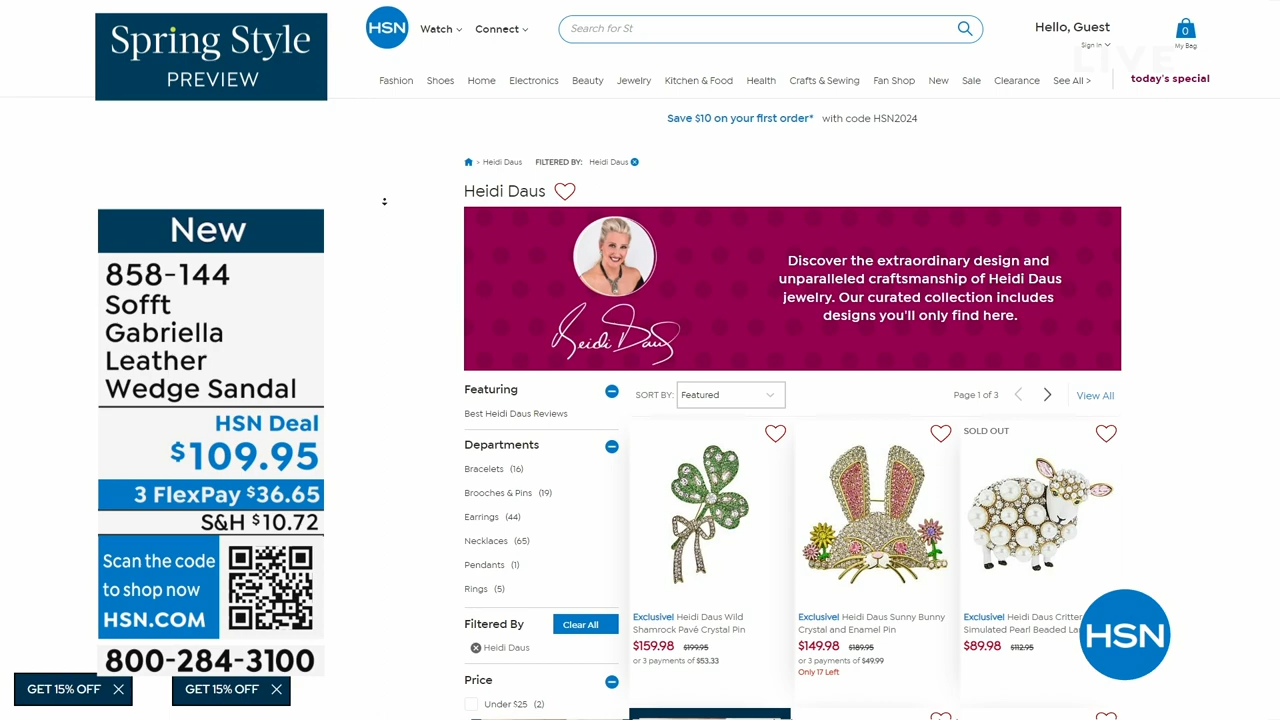 Spring Style
PREVIEW
HSN
Watch
Connect
Search for St
Hello, Guest
Sign In
0
My Bag
LIVE
Fashion Shoes Home Electronics Beauty Jewelry Kitchen & Food Health Crafts & Sewing Fan Shop New Sale Clearance See All >
today's special
Save $10 on your first order* with code HSN2024
> Heidi Daus FILTERED BY: Heidi Daus
Heidi Daus
Discover the extraordinary design and
unparalleled craftsmanship of Heidi Daus
jewelry. Our curated collection includes
designs you'll only find here.
Heidi Daus
New
858-144
Sofft
Gabriella
Leather
Wedge Sandal
HSN Deal
$109.95
3 FlexPay $36.65
S&H $10.72
Scan the code
to shop now
HSN.COM
800-284-3100
GET 15% OFF
GET 15% OFF
Featuring
Best Heidi Daus Reviews
Departments
Bracelets (16)
Brooches & Pins (19)
Earrings (44)
Necklaces (65)
Pendants (1)
Rings (5)
Filtered By
Clear All
Heidi Daus
Price
Under $25 (2)
SORT BY: Featured
Page 1 of 3
View All
Exclusive! Heidi Daus Wild
Shamrock Pavé Crystal Pin
$159.98 $199.95
or 3 payments of $53.33
Exclusive! Heidi Daus Sunny Bunny
Crystal and Enamel Pin
$149.98 $189.95
or 3 payments of $49.99
Only 17 Left
SOLD OUT
Exclusive! Heidi Daus Critter
Simulated Pearl Beaded La
$89.98 $112.95
HSN